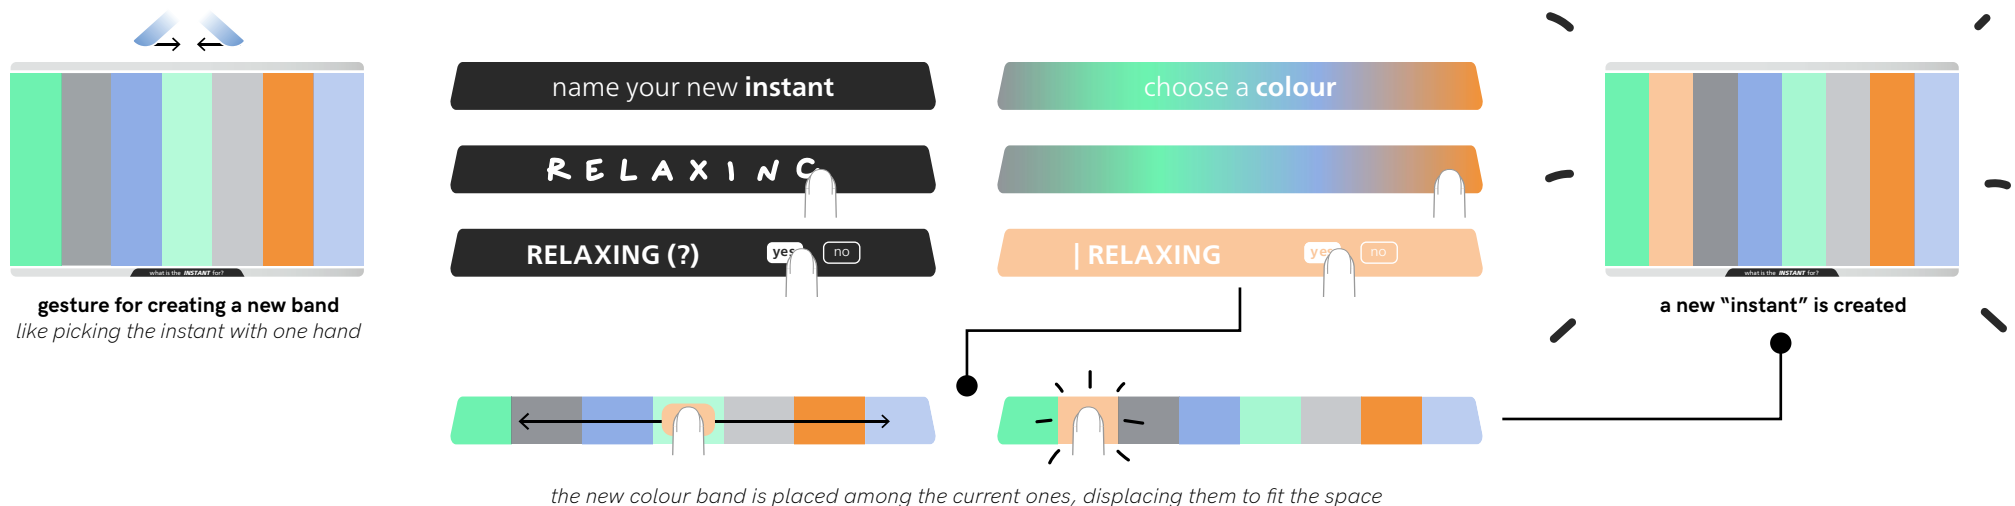 what is the INSTANT for?
gesture for creating a new band
like picking the instant with one hand
name your new instant
RELAXING
RELAXING (?) yes no
choose a colour
| RELAXING yes no
the new colour band is placed among the current ones, displacing them to fit the space
what is the INSTANT for?
a new “instant” is created